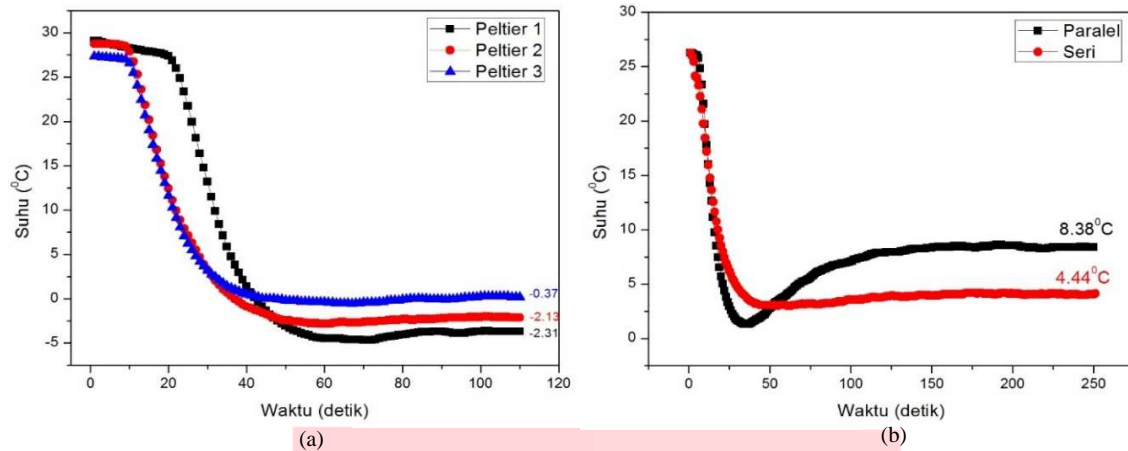 30
25
20
15
10
5
0
-5
Suhu (⁰C)
Peltier 1
Peltier 2
Peltier 3
-0.37
-2.13
-2.31
0 20 40 60 80 100 120
Waktu (detik)
(a)
30
25
20
15
10
5
0
Suhu (⁰C)
Paralel
Seri
8.38⁰C
4.44⁰C
0 50 100 150 200 250
Waktu (detik)
(b)